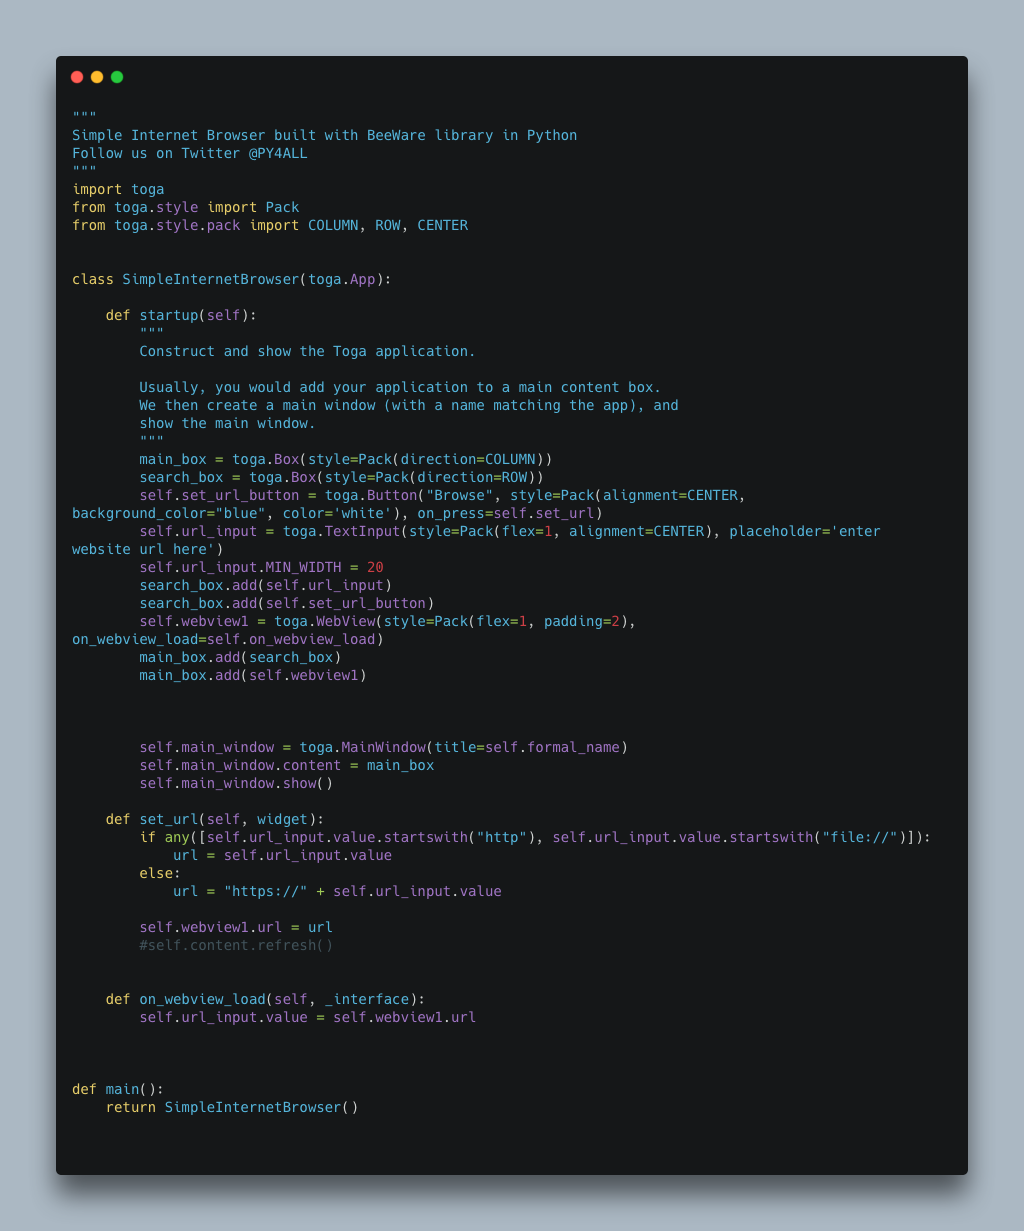 """
Simple Internet Browser built with BeeWare library in Python
Follow us on Twitter @PY4ALL
"""
import toga
from toga.style import Pack
from toga.style.pack import COLUMN, ROW, CENTER


class SimpleInternetBrowser(toga.App):

    def startup(self):
        """
        Construct and show the Toga application.

        Usually, you would add your application to a main content box.
        We then create a main window (with a name matching the app), and
        show the main window.
        """
        main_box = toga.Box(style=Pack(direction=COLUMN))
        search_box = toga.Box(style=Pack(direction=ROW))
        self.set_url_button = toga.Button("Browse", style=Pack(alignment=CENTER,
background_color="blue", color='white'), on_press=self.set_url)
        self.url_input = toga.TextInput(style=Pack(flex=1, alignment=CENTER), placeholder='enter
website url here')
        self.url_input.MIN_WIDTH = 20
        search_box.add(self.url_input)
        search_box.add(self.set_url_button)
        self.webview1 = toga.WebView(style=Pack(flex=1, padding=2),
on_webview_load=self.on_webview_load)
        main_box.add(search_box)
        main_box.add(self.webview1)



        self.main_window = toga.MainWindow(title=self.formal_name)
        self.main_window.content = main_box
        self.main_window.show()

    def set_url(self, widget):
        if any([self.url_input.value.startswith("http"), self.url_input.value.startswith("file://")]):
            url = self.url_input.value
        else:
            url = "https://" + self.url_input.value

        self.webview1.url = url
        #self.content.refresh()


    def on_webview_load(self, _interface):
        self.url_input.value = self.webview1.url



def main():
    return SimpleInternetBrowser()